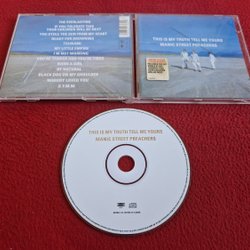 THE EVERLASTING
IF YOU TOLERATE THIS
YOUR CHILDREN WILL BE NEXT
YOU STOLE THE SUN FROM MY HEART
READY FOR DROWNING
TSUNAMI
MY LITTLE EMPIRE
I'M NOT WORKING
YOU'RE TENDER AND YOU'RE TIRED
BORN A GIRL
BLACK DOG ON MY SHOULDER
NOBODY LOVED YOU
S.Y.M.M
THIS IS MY TRUTH TELL ME YOURS
MANIC STREET PREACHERS
THIS IS MY TRUTH TELL ME YOURS
MANIC STREET PREACHERS